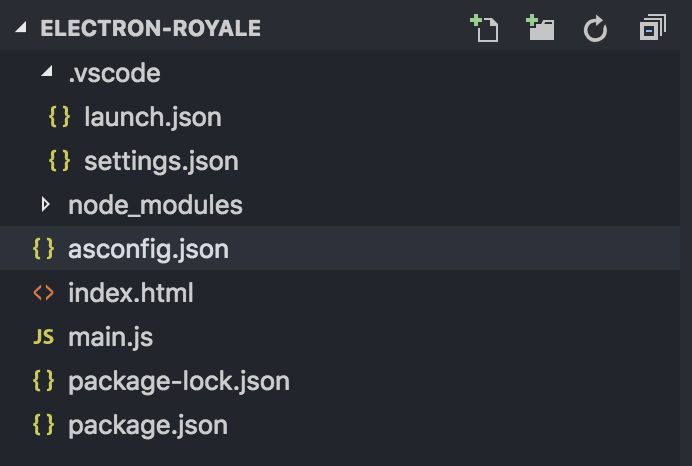 ELECTRON-ROYALE
.vscode
{} launch.json
{} settings.json
node_modules
{} asconfig.json
<> index.html
JS main.js
{} package-lock.json
{} package.json